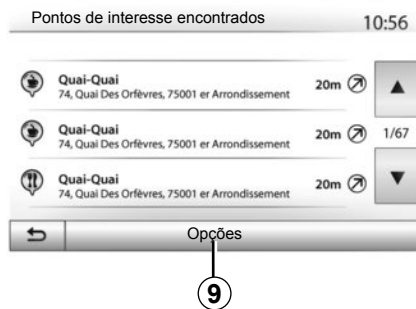 Pontos de interesse encontrados 10:56
Quai-Quai
74, Quai Des Orfèvres, 75001 er Arrondissement
20m
Quai-Quai
74, Quai Des Orfèvres, 75001 er Arrondissement
20m
1/67
Quai-Quai
74, Quai Des Orfèvres, 75001 er Arrondissement
20m
Opções
9